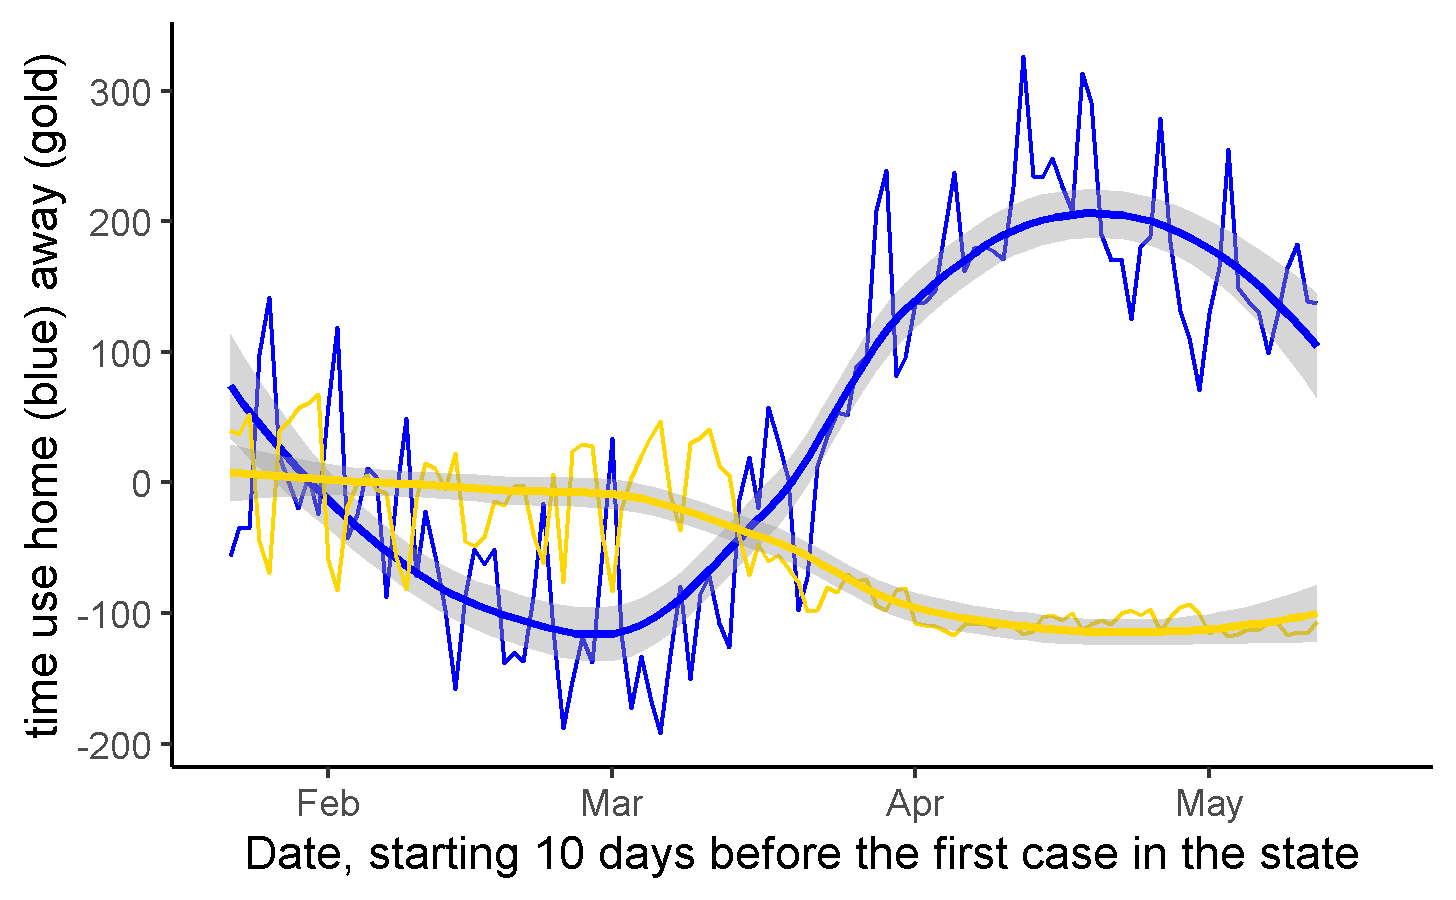 time use home (blue) away (gold)
300
200
100
0
-100
-200
Feb Mar Apr May
Date, starting 10 days before the first case in the state